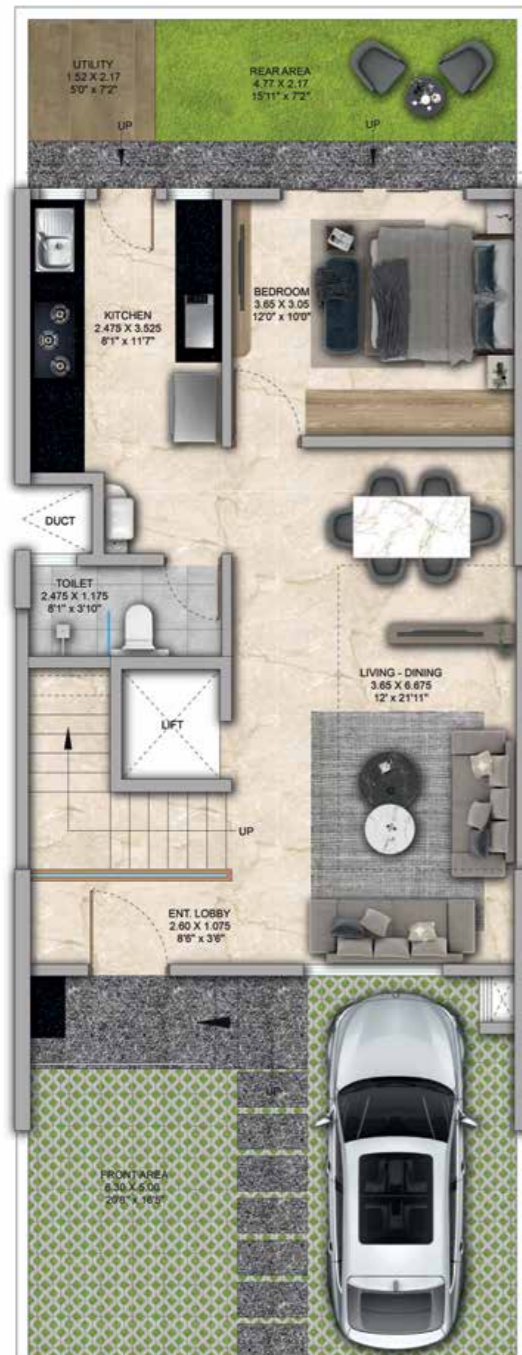 UTILITY
1.52 X 2.17
5'0" x 7'2"
REAR AREA
4.77 X 2.17
15'11" x 7'2"
UP
UP
KITCHEN
2.475 X 3.525
8'1" x 11'7"
BEDROOM
3.65 X 3.05
12'0" x 10'0"
DUCT
TOILET
2.475 X 1.175
8'1" x 3'10"
LIFT
LIVING - DINING
3.65 X 6.675
12' x 21'11"
UP
ENT. LOBBY
2.60 X 1.075
8'6" x 3'6"
UP
FRONT AREA
6.30 X 5.00
20'8" x 16'5"